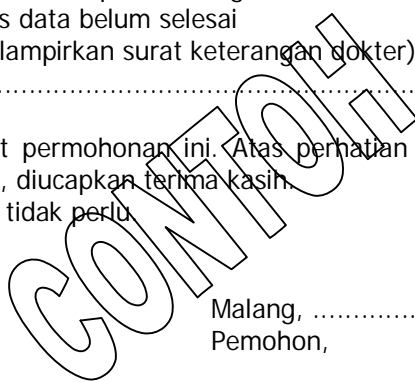 s data belum selesai
lampirkan surat keterangan dokter)
................................................................
t permohonan ini. Atas perhatian
, diucapkan terima kasih.
tidak perlu
CONTOH
Malang, .............
Pemohon,